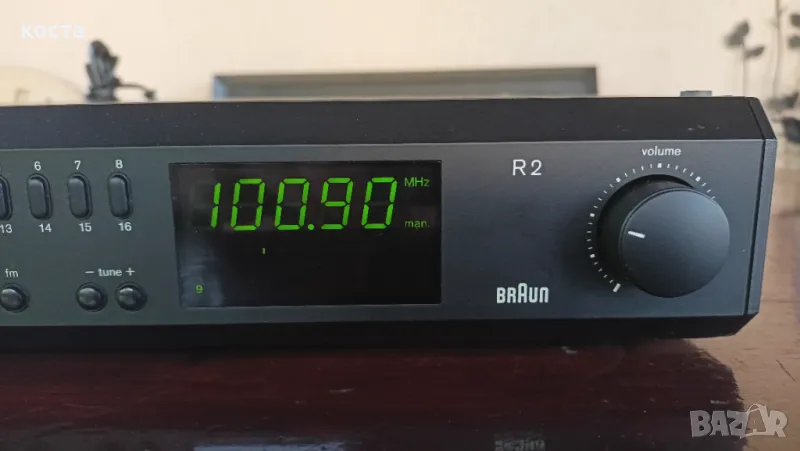 коста
6 7 8
13 14 15 16
fm
− tune +
100.90
MHz
man.
9
R2
volume
BRAUN
BAZAR